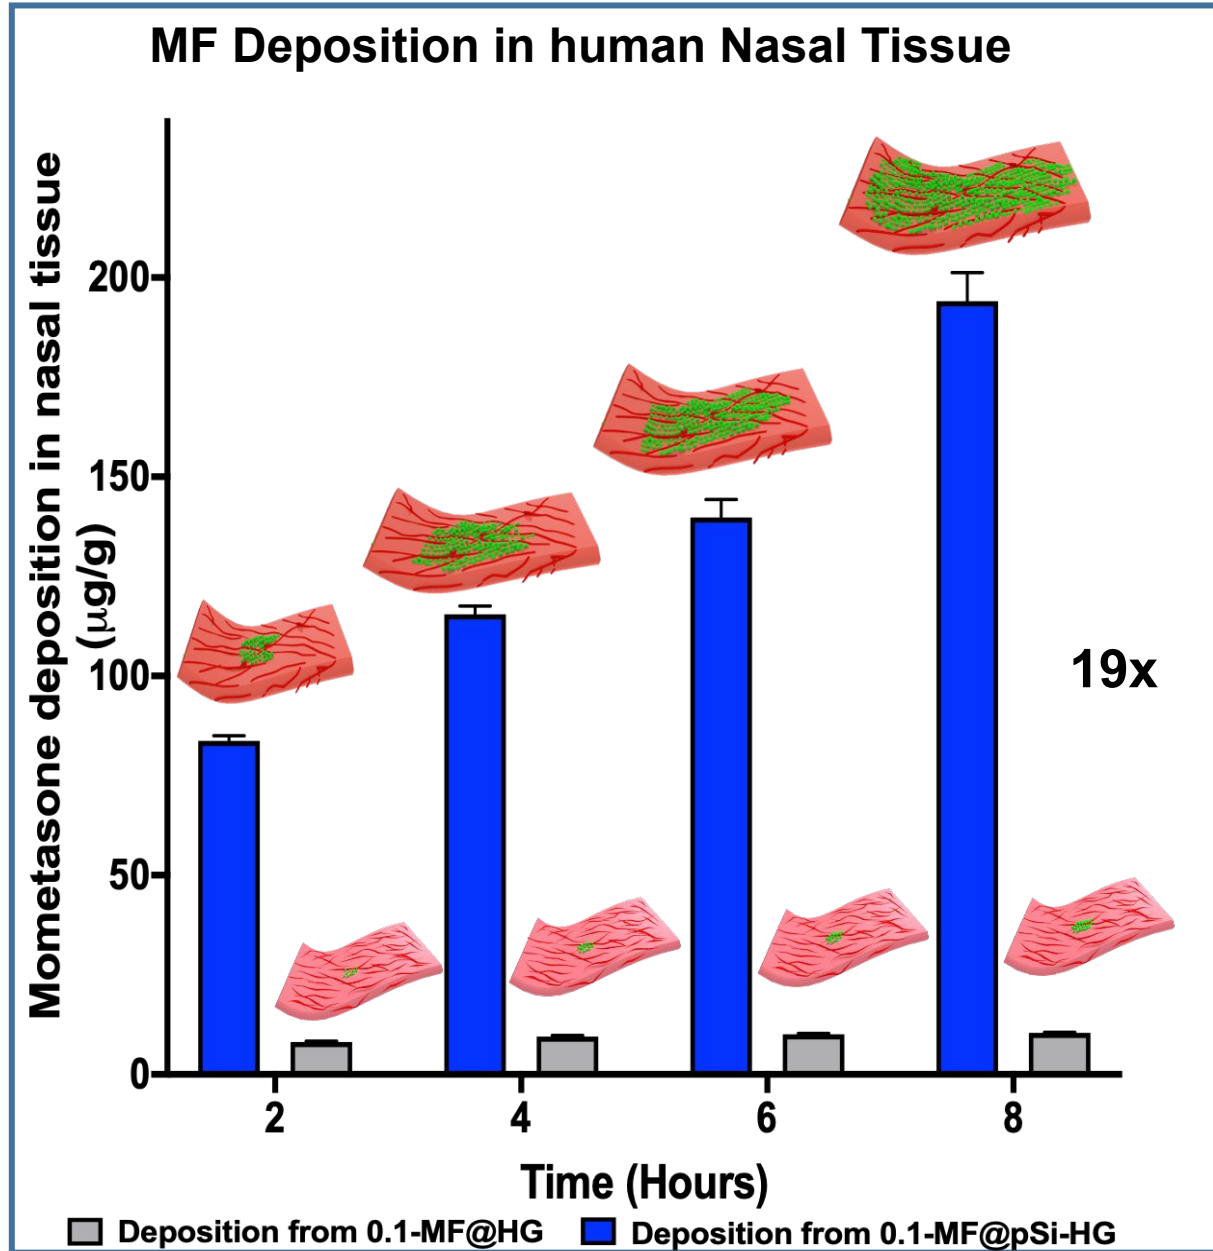 MF Deposition in human Nasal Tissue
Mometasone deposition in nasal tissue
(μg/g)
200
150
100
50
0
19x
2 4 6 8
Time (Hours)
Deposition from 0.1-MF@HG Deposition from 0.1-MF@pSi-HG